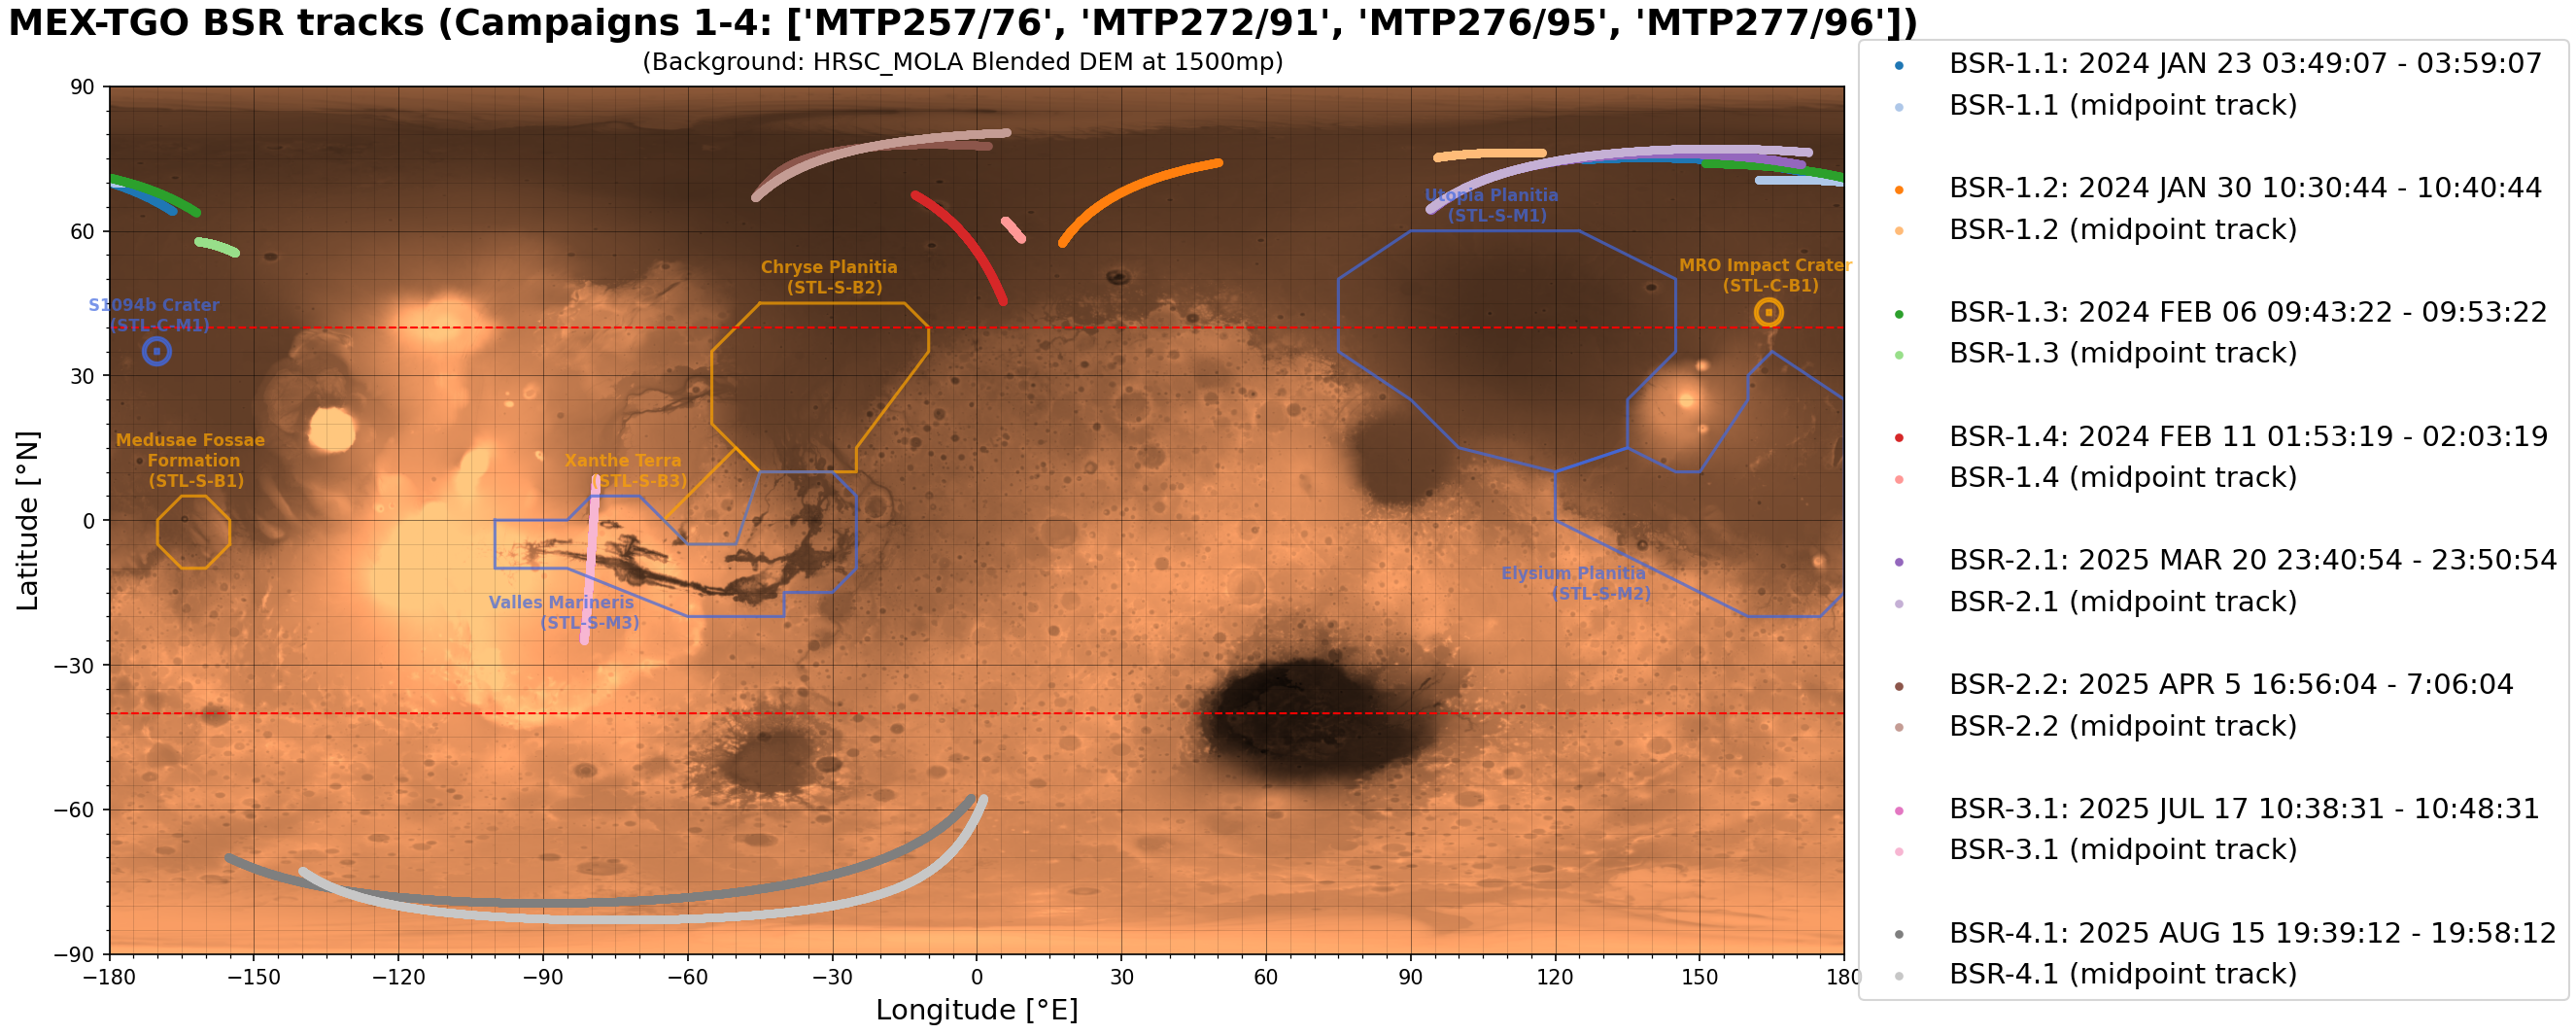 MEX-TGO BSR tracks (Campaigns 1-4: ['MTP257/76', 'MTP272/91', 'MTP276/95', 'MTP277/96'])
(Background: HRSC_MOLA Blended DEM at 1500mp)
Latitude [°N]
90
60
30
0
−30
−60
−90
−180
−150
−120
−90
−60
−30
0
30
60
90
120
150
180
Longitude [°E]
Utopia Planitia
(STL-S-M1)
Chryse Planitia
(STL-S-B2)
MRO Impact Crater
(STL-C-B1)
S1094b Crater
(STL-C-M1)
Medusae Fossae
Formation
(STL-S-B1)
Xanthe Terra
(STL-S-B3)
Elysium Planitia
(STL-S-M2)
Valles Marineris
(STL-S-M3)
BSR-1.1: 2024 JAN 23 03:49:07 - 03:59:07
BSR-1.1 (midpoint track)
BSR-1.2: 2024 JAN 30 10:30:44 - 10:40:44
BSR-1.2 (midpoint track)
BSR-1.3: 2024 FEB 06 09:43:22 - 09:53:22
BSR-1.3 (midpoint track)
BSR-1.4: 2024 FEB 11 01:53:19 - 02:03:19
BSR-1.4 (midpoint track)
BSR-2.1: 2025 MAR 20 23:40:54 - 23:50:54
BSR-2.1 (midpoint track)
BSR-2.2: 2025 APR 5 16:56:04 - 7:06:04
BSR-2.2 (midpoint track)
BSR-3.1: 2025 JUL 17 10:38:31 - 10:48:31
BSR-3.1 (midpoint track)
BSR-4.1: 2025 AUG 15 19:39:12 - 19:58:12
BSR-4.1 (midpoint track)